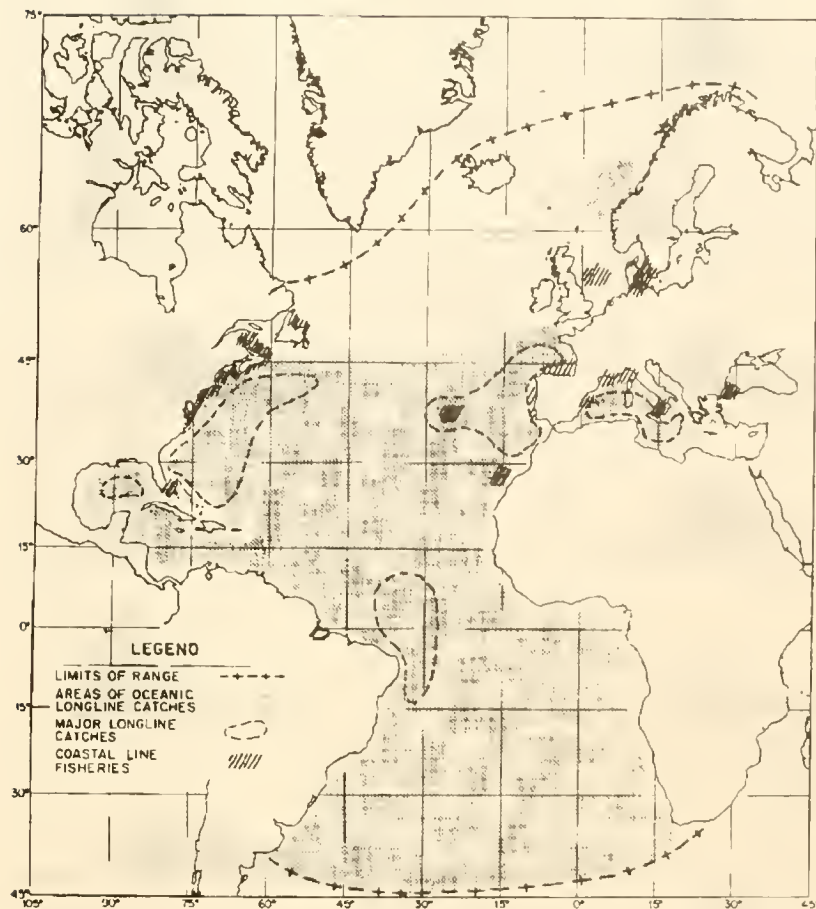 75°
60°
45°
30°
15°
0°
15°
30°
45°
LEGEND
LIMITS OF RANGE
AREAS OF OCEANIC
LONGLINE CATCHES
MAJOR LONGLINE
CATCHES
COASTAL LINE
FISHERIES
105° 90° 75° 60° 45° 30° 15° 0° 15° 30° 45